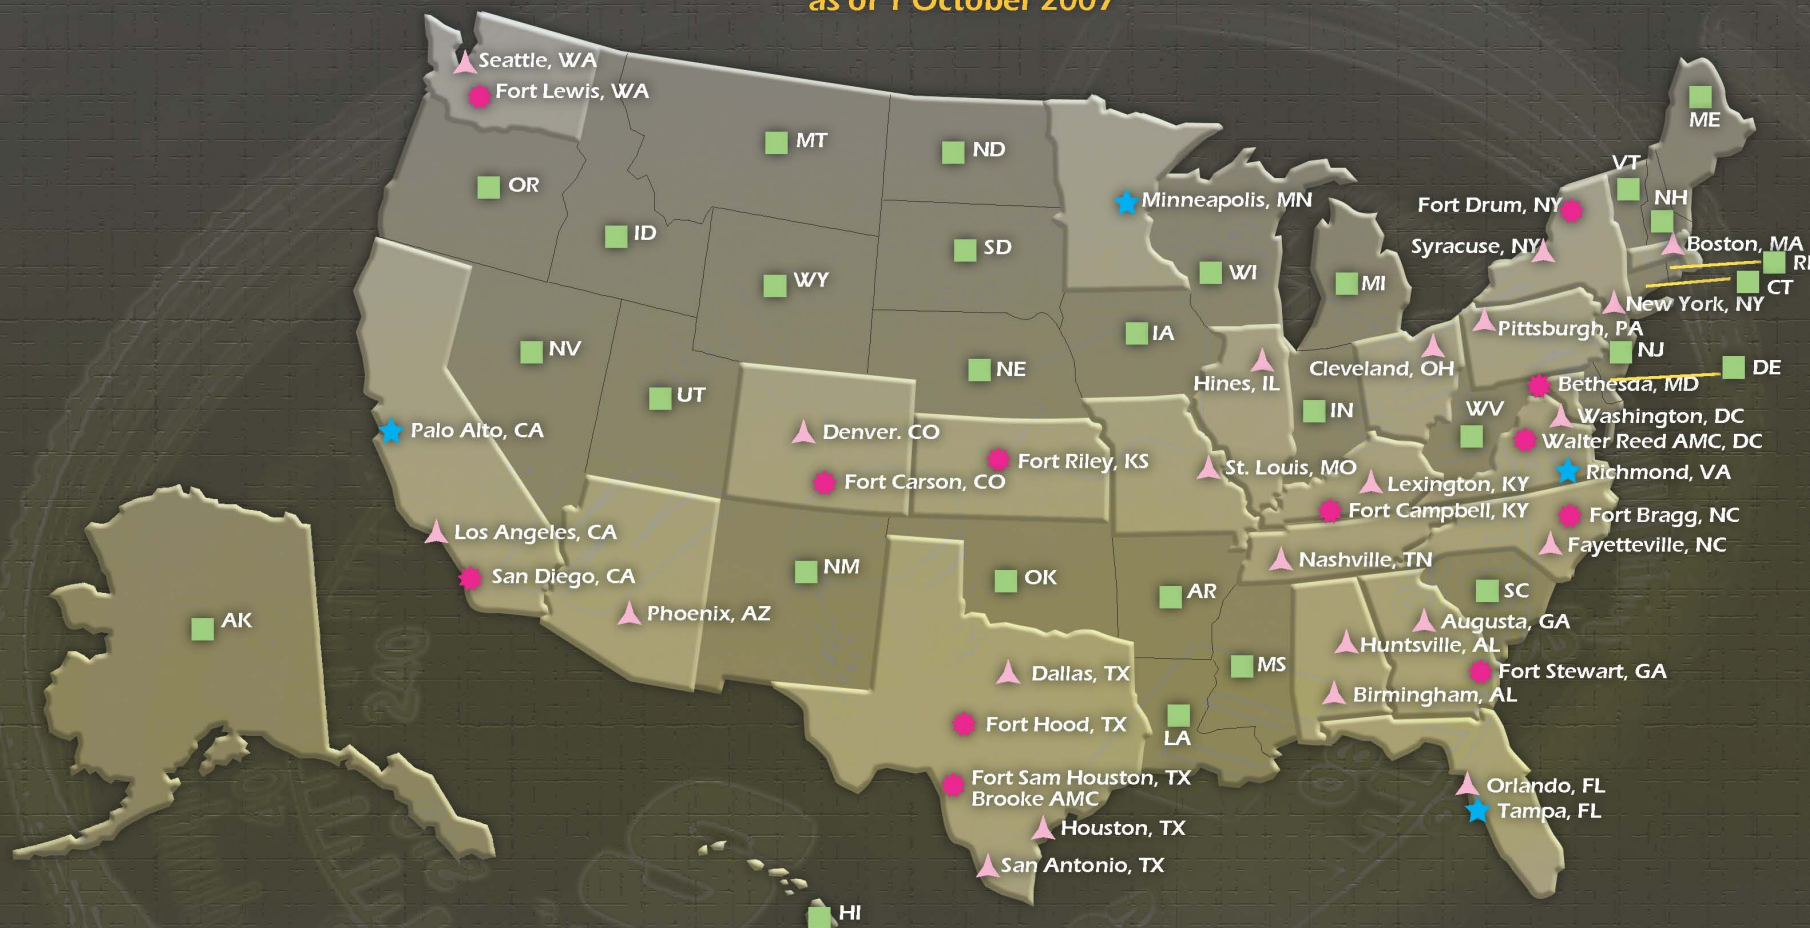 as of 1 October 2007
Seattle, WA
Fort Lewis, WA
MT
ND
OR
ID
WY
SD
Minneapolis, MN
WI
MI
ME
VT
NH
Fort Drum, NY
Syracuse, NY
Boston, MA
RI
CT
New York, NY
Pittsburgh, PA
NJ
DE
Bethesda, MD
NV
UT
NE
IA
Hines, IL
Cleveland, OH
IN
WV
Washington, DC
Walter Reed AMC, DC
Richmond, VA
Palo Alto, CA
Denver. CO
Fort Carson, CO
Fort Riley, KS
St. Louis, MO
Lexington, KY
Fort Campbell, KY
Fort Bragg, NC
Fayetteville, NC
Los Angeles, CA
San Diego, CA
Phoenix, AZ
NM
OK
AR
Nashville, TN
SC
Augusta, GA
Huntsville, AL
Fort Stewart, GA
Birmingham, AL
AK
Dallas, TX
Fort Hood, TX
Fort Sam Houston, TX
Brooke AMC
Houston, TX
San Antonio, TX
MS
LA
Orlando, FL
Tampa, FL
HI
240